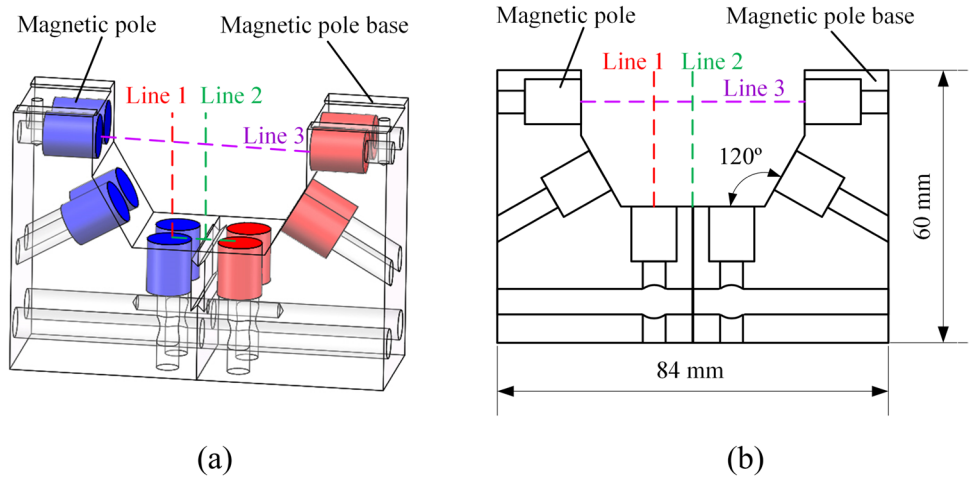 Magnetic pole
Magnetic pole base
Line 1
Line 2
Line 3
(a)
Magnetic pole
Magnetic pole base
Line 1
Line 2
Line 3
120º
60 mm
84 mm
(b)